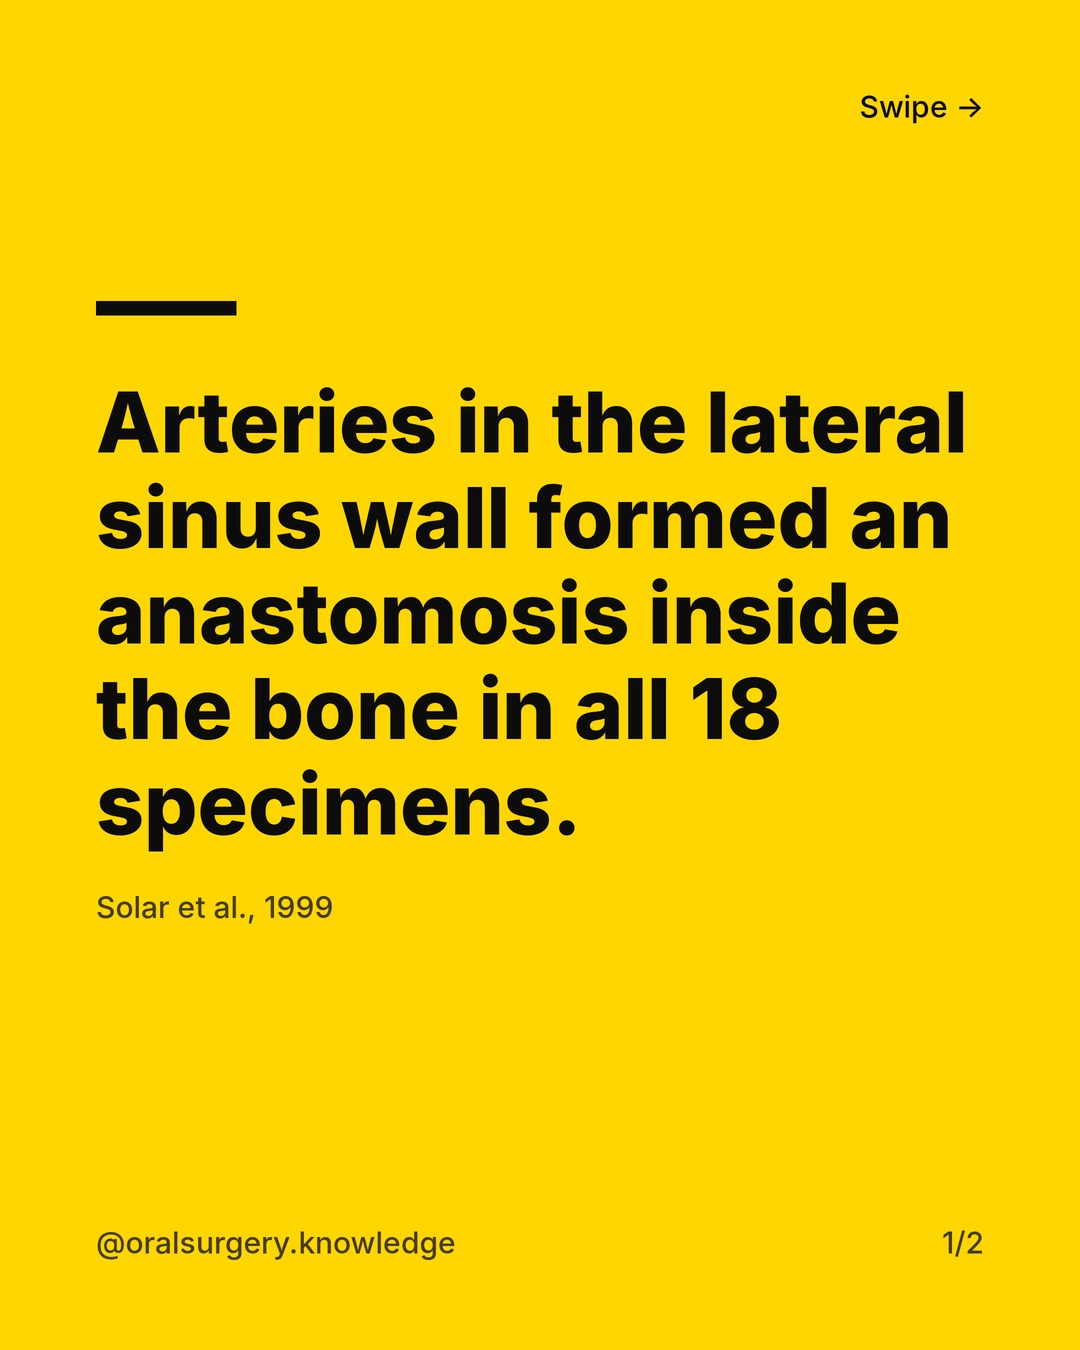 Swipe →
Arteries in the lateral
sinus wall formed an
anastomosis inside
the bone in all 18
specimens.
Solar et al., 1999
@oralsurgery.knowledge
1/2